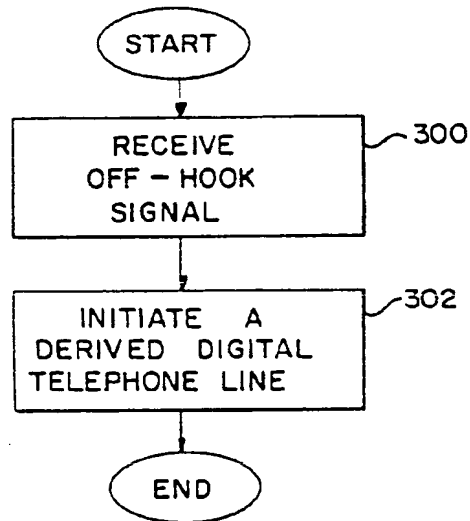 START
RECEIVE
OFF-HOOK
SIGNAL
300
INITIATE A
DERIVED DIGITAL
TELEPHONE LINE
302
END